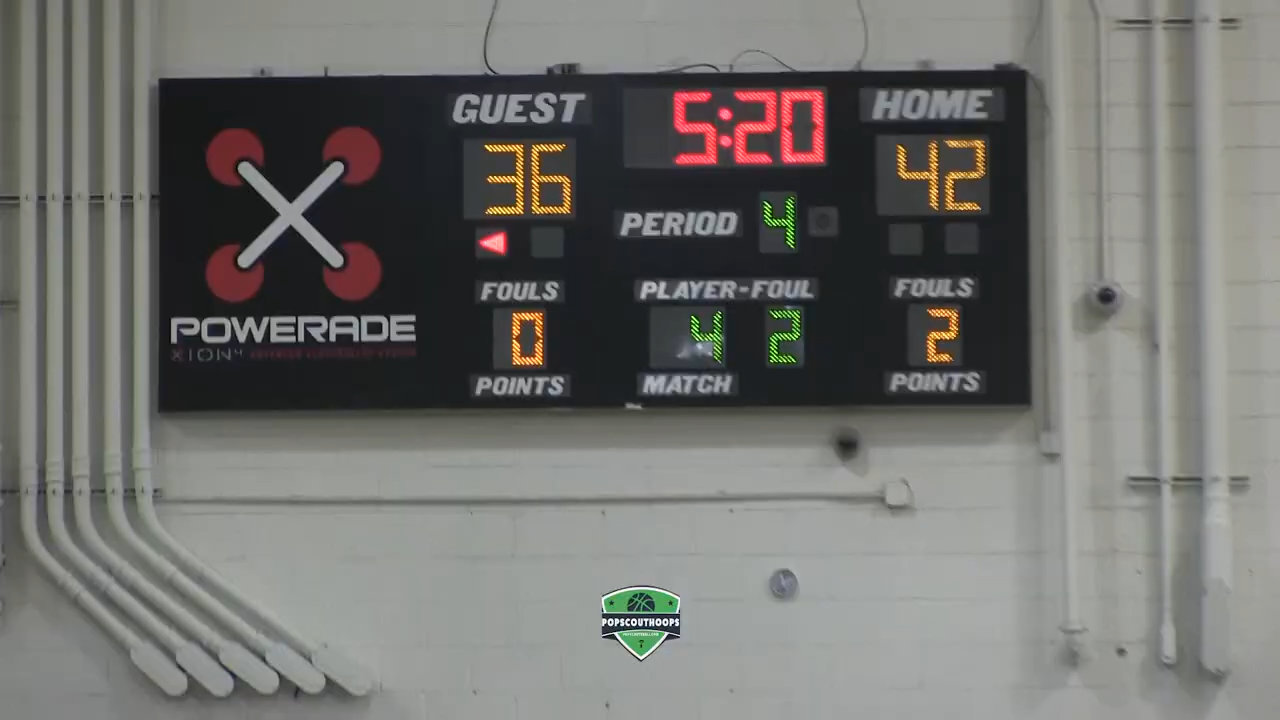 GUEST
5:20
HOME
36
42
PERIOD 4
FOULS
PLAYER-FOUL
FOULS
0
4 2
2
POINTS
MATCH
POINTS
POWERADE
XION4
POPSCOUTHOOPS